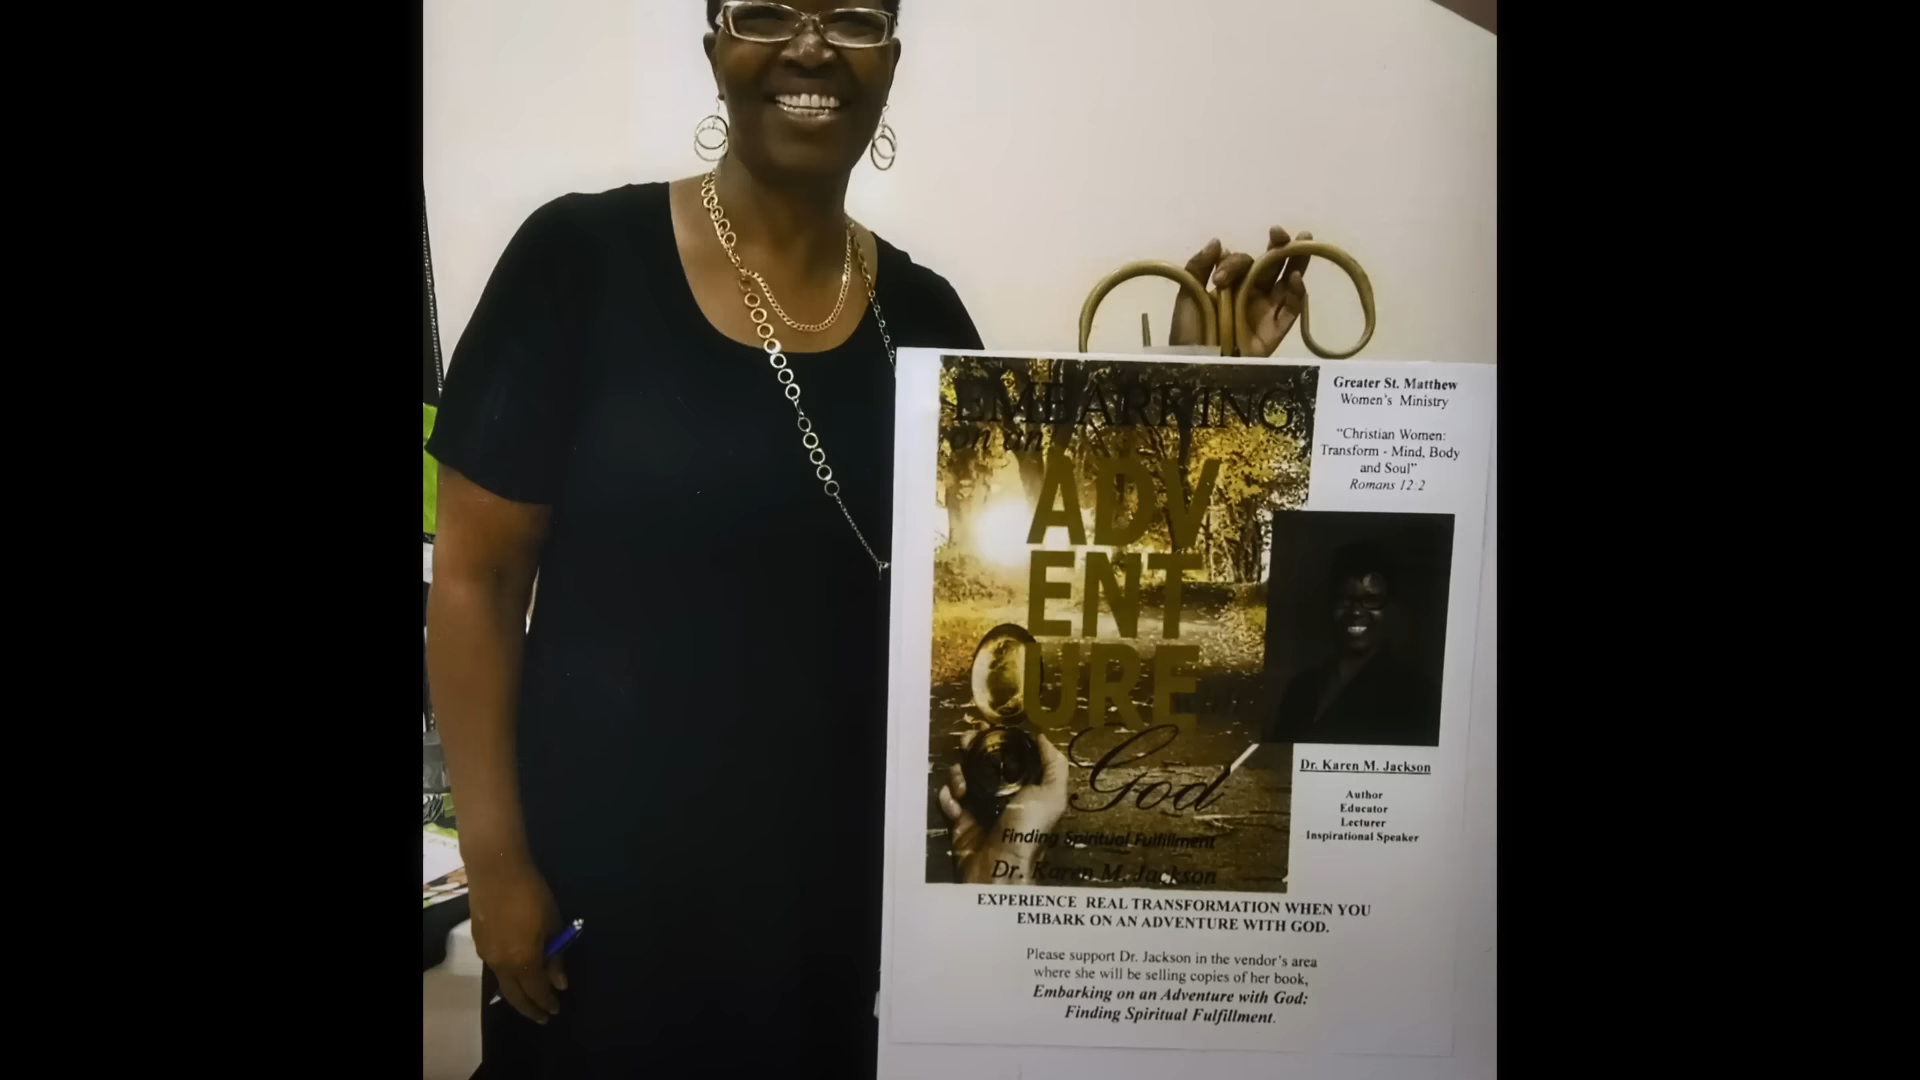 EMBARKING
on an
ADV
ENT
URE
with
God
Finding Spiritual Fulfillment
Dr. Karen M. Jackson
Greater St. Matthew
Women's Ministry
"Christian Women:
Transform - Mind, Body
and Soul"
Romans 12:2
Dr. Karen M. Jackson
Author
Educator
Lecturer
Inspirational Speaker
EXPERIENCE REAL TRANSFORMATION WHEN YOU
EMBARK ON AN ADVENTURE WITH GOD.
Please support Dr. Jackson in the vendor's area
where she will be selling copies of her book,
Embarking on an Adventure with God:
Finding Spiritual Fulfillment.